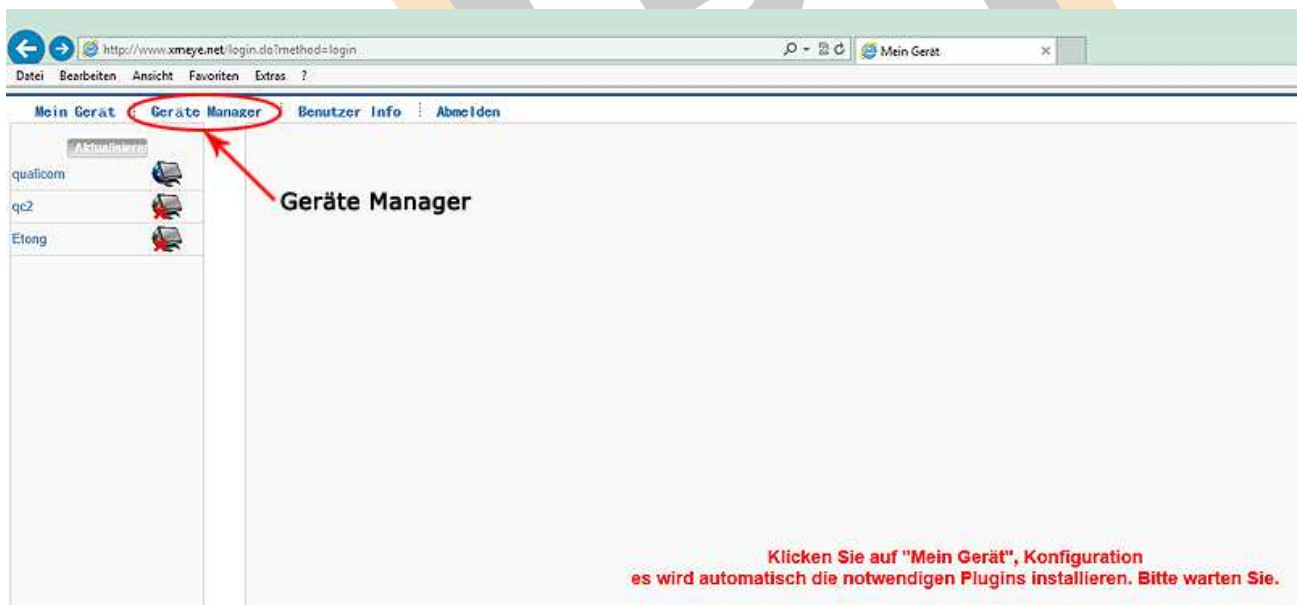 http://www.xmeye.net/login.do?method=login
Mein Gerät
Datei Bearbeiten Ansicht Favoriten Extras ?
Mein Gerät Geräte Manager Benutzer Info Abmelden
Aktualisieren
qualicom
qc2
Etong
Geräte Manager
Klicken Sie auf "Mein Gerät", Konfiguration
es wird automatisch die notwendigen Plugins installieren. Bitte warten Sie.